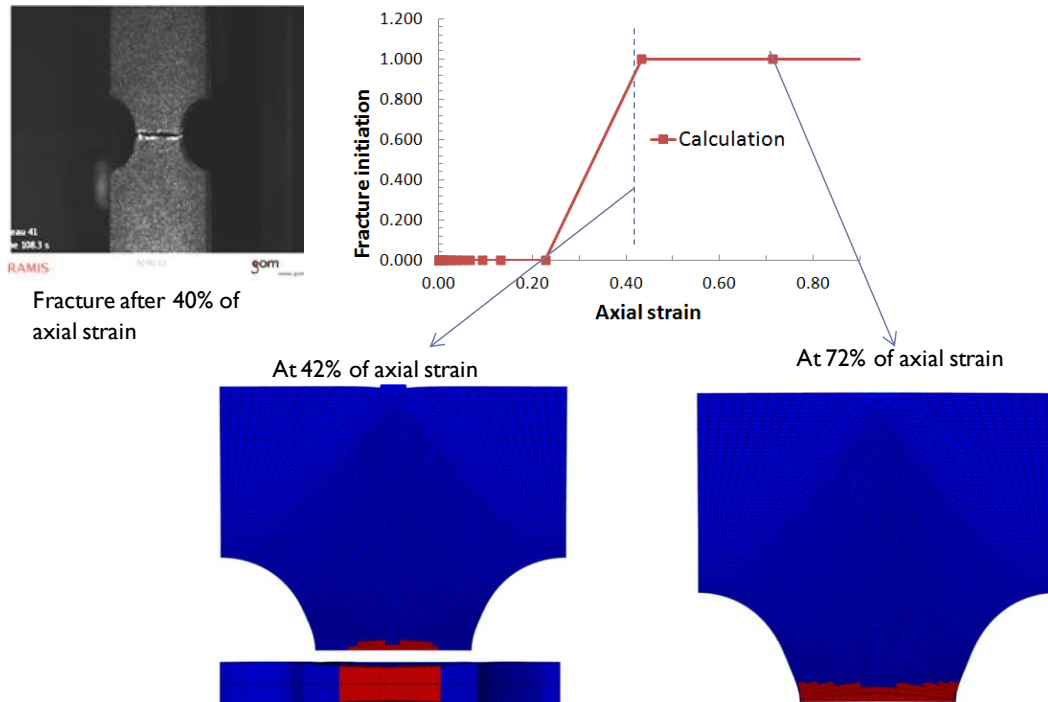 eau 41
108.3 s
RAMIS
gom
Fracture after 40% of
axial strain
1.200
1.000
0.800
0.600
0.400
0.200
0.000
Fracture initiation
Calculation
0.00 0.20 0.40 0.60 0.80
Axial strain
At 42% of axial strain
At 72% of axial strain